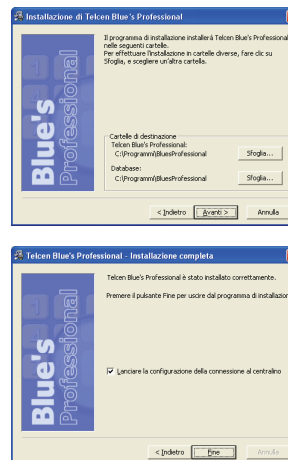 Installazione di Telcen Blue's Professional
Il programma di installazione installerà Telcen Blue's Professional
nelle seguenti cartelle.
Per effettuare l'installazione in cartelle diverse, fare clic su
Sfoglia, e scegliere un'altra cartella.
Blue's
Professional
Cartelle di destinazione
Telcen Blue's Professional:
C:\Programmi\BluesProfessional
Sfoglia...
Database:
C:\Programmi\BluesProfessional
Sfoglia...
< Indietro
Avanti >
Annulla
Telcen Blue's Professional - Installazione completa
Telcen Blue's Professional è stato installato correttamente.
Premere il pulsante Fine per uscire dal programma di installazion
Blue's
Professional
Lanciare la configurazione della connessione al centralino
< Indietro
Fine
Annulla